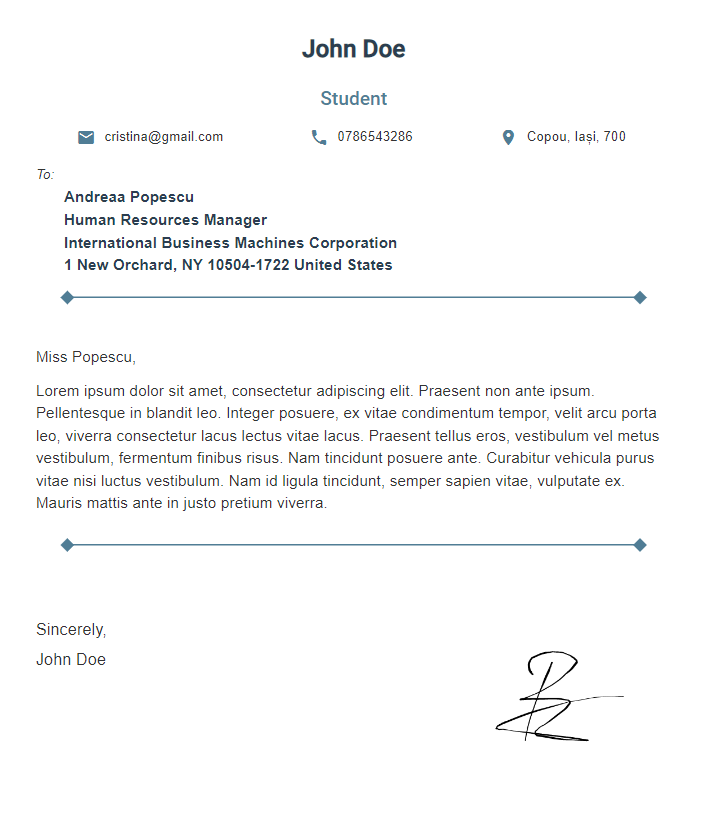 John Doe
Student
cristina@gmail.com 0786543286 Copou, Iași, 700
To:
Andreaa Popescu
Human Resources Manager
International Business Machines Corporation
1 New Orchard, NY 10504-1722 United States
Miss Popescu,
Lorem ipsum dolor sit amet, consectetur adipiscing elit. Praesent non ante ipsum.
Pellentesque in blandit leo. Integer posuere, ex vitae condimentum tempor, velit arcu porta
leo, viverra consectetur lacus lectus vitae lacus. Praesent tellus eros, vestibulum vel metus
vestibulum, fermentum finibus risus. Nam tincidunt posuere ante. Curabitur vehicula purus
vitae nisi luctus vestibulum. Nam id ligula tincidunt, semper sapien vitae, vulputate ex.
Mauris mattis ante in justo pretium viverra.
Sincerely,
John Doe